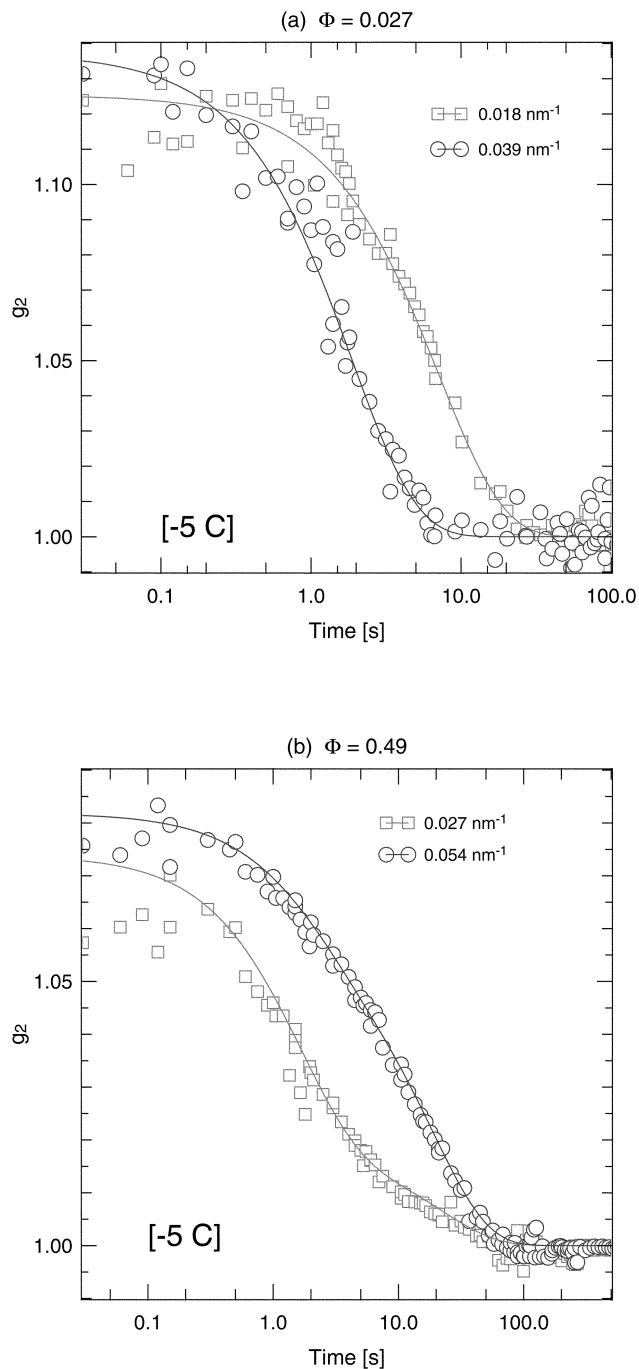 (a) Φ = 0.027
0.018 nm⁻¹
0.039 nm⁻¹
1.10
1.05
1.00
g₂
[-5 C]
0.1 1.0 10.0 100.0
Time [s]
(b) Φ = 0.49
0.027 nm⁻¹
0.054 nm⁻¹
1.05
1.00
g₂
[-5 C]
0.1 1.0 10.0 100.0
Time [s]